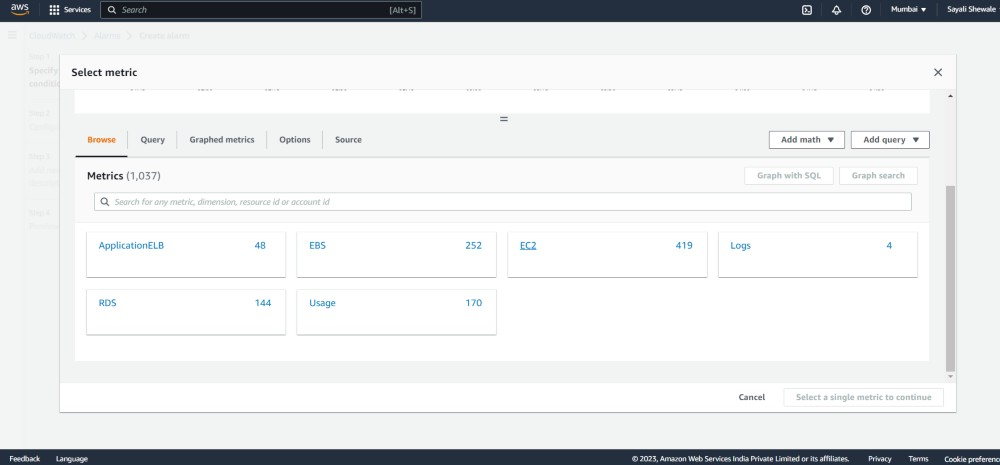 aws
Services
Search
[Alt+S]
Mumbai ▼
Sayali Shewale
CloudWatch > Alarms > Create alarm
Step 1
Specify
conditio
Step 2
Step 3
Step 4
Select metric
Browse
Query
Graphed metrics
Options
Source
Add math ▼
Add query ▼
Metrics (1,037)
Graph with SQL
Graph search
Search for any metric, dimension, resource id or account id
ApplicationELB 48
EBS 252
EC2 419
Logs 4
RDS 144
Usage 170
Cancel
Select a single metric to continue
Feedback
Language
© 2023, Amazon Web Services India Private Limited or its affiliates.
Privacy
Terms
Cookie preferenc